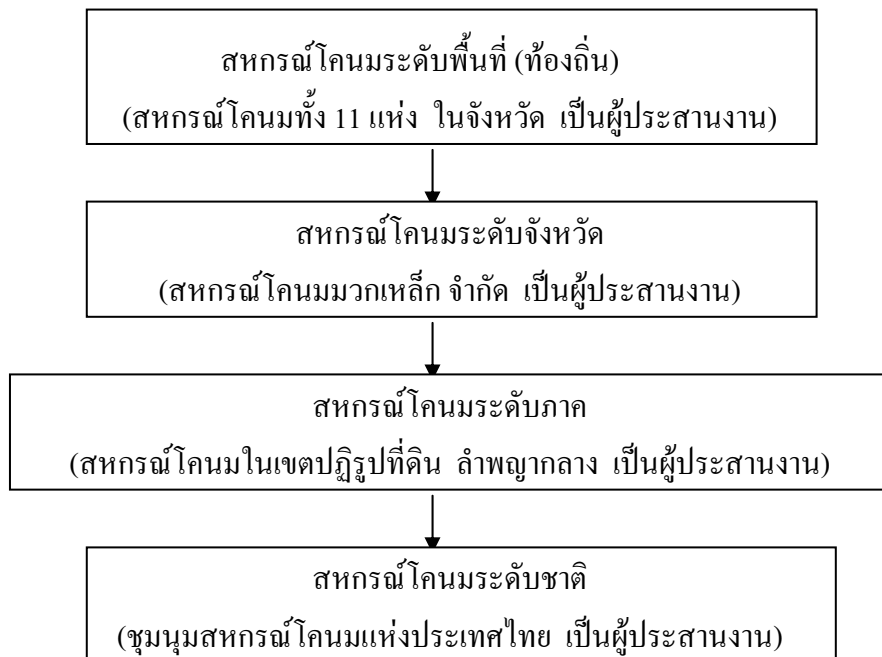 สหกรณ์โคนมระดับพื้นที่ (ท้องถิ่น)
(สหกรณ์โคนมทั้ง 11 แห่ง ในจังหวัด เป็นผู้ประสานงาน)
สหกรณ์โคนมระดับจังหวัด
(สหกรณ์โคนมมวกเหล็ก จำกัด เป็นผู้ประสานงาน)
สหกรณ์โคนมระดับภาค
(สหกรณ์โคนมในเขตปฏิรูปที่ดิน ลำพญากลาง เป็นผู้ประสานงาน)
สหกรณ์โคนมระดับชาติ
(ชุมนุมสหกรณ์โคนมแห่งประเทศไทย เป็นผู้ประสานงาน)